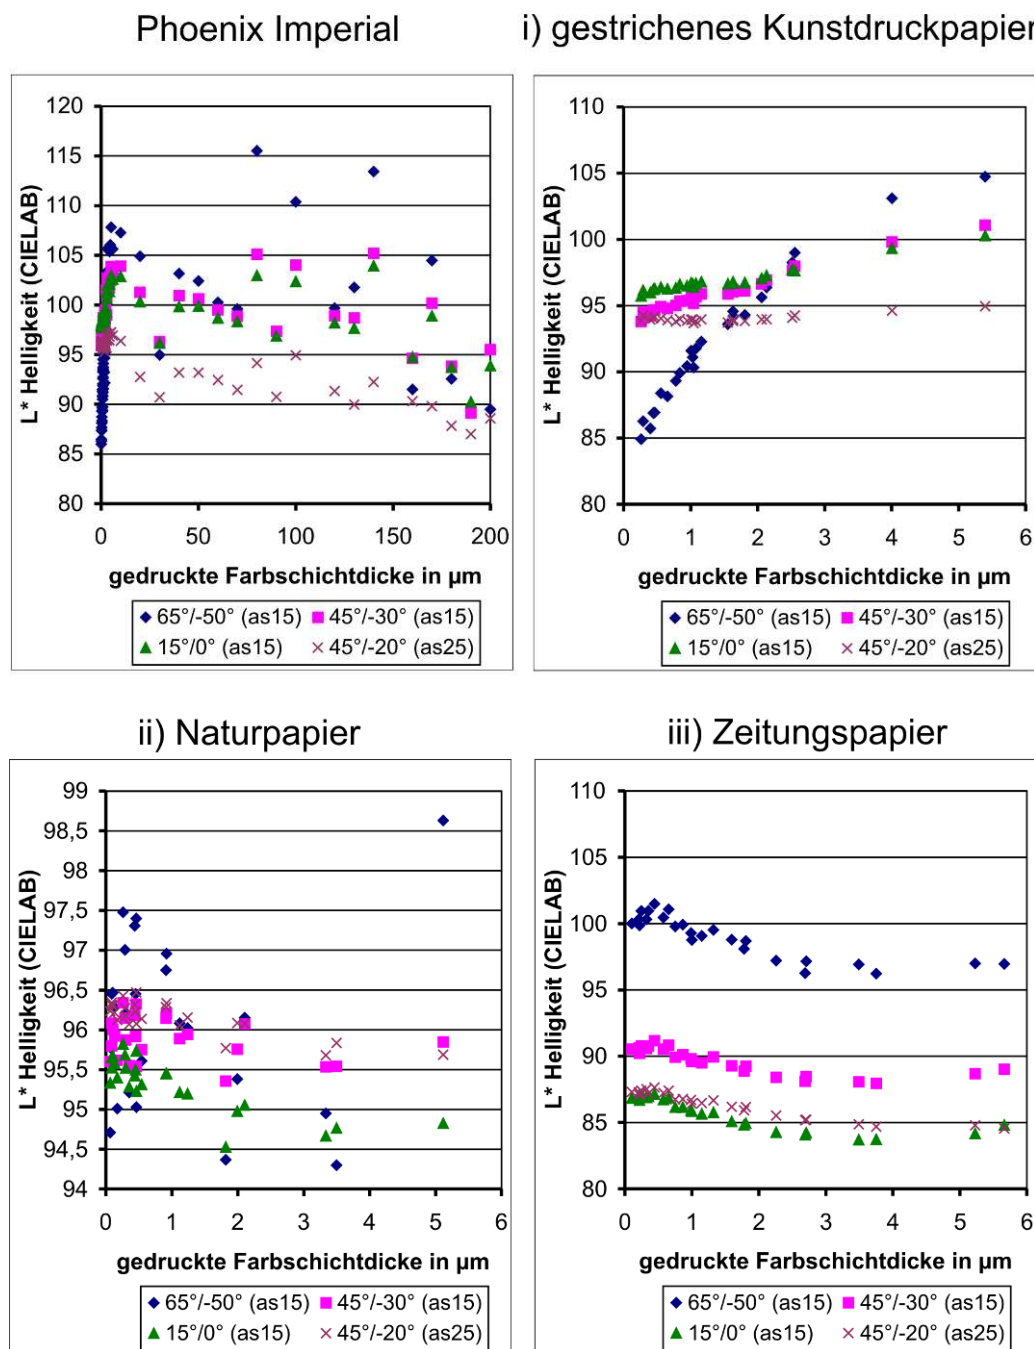 Phoenix Imperial
i) gestrichenes Kunstdruckpapier
L* Helligkeit (CIELAB)
120
115
110
105
100
95
90
85
80
0
50
100
150
200
gedruckte Farbschichtdicke in µm
65°/-50° (as15)
45°/-30° (as15)
15°/0° (as15)
45°/-20° (as25)
L* Helligkeit (CIELAB)
110
105
100
95
90
85
80
0
1
2
3
4
5
6
gedruckte Farbschichtdicke in µm
65°/-50° (as15)
45°/-30° (as15)
15°/0° (as15)
45°/-20° (as25)
ii) Naturpapier
iii) Zeitungspapier
L* Helligkeit (CIELAB)
99
98,5
98
97,5
97
96,5
96
95,5
95
94,5
94
0
1
2
3
4
5
6
gedruckte Farbschichtdicke in µm
65°/-50° (as15)
45°/-30° (as15)
15°/0° (as15)
45°/-20° (as25)
L* Helligkeit (CIELAB)
110
105
100
95
90
85
80
0
1
2
3
4
5
6
gedruckte Farbschichtdicke in µm
65°/-50° (as15)
45°/-30° (as15)
15°/0° (as15)
45°/-20° (as25)